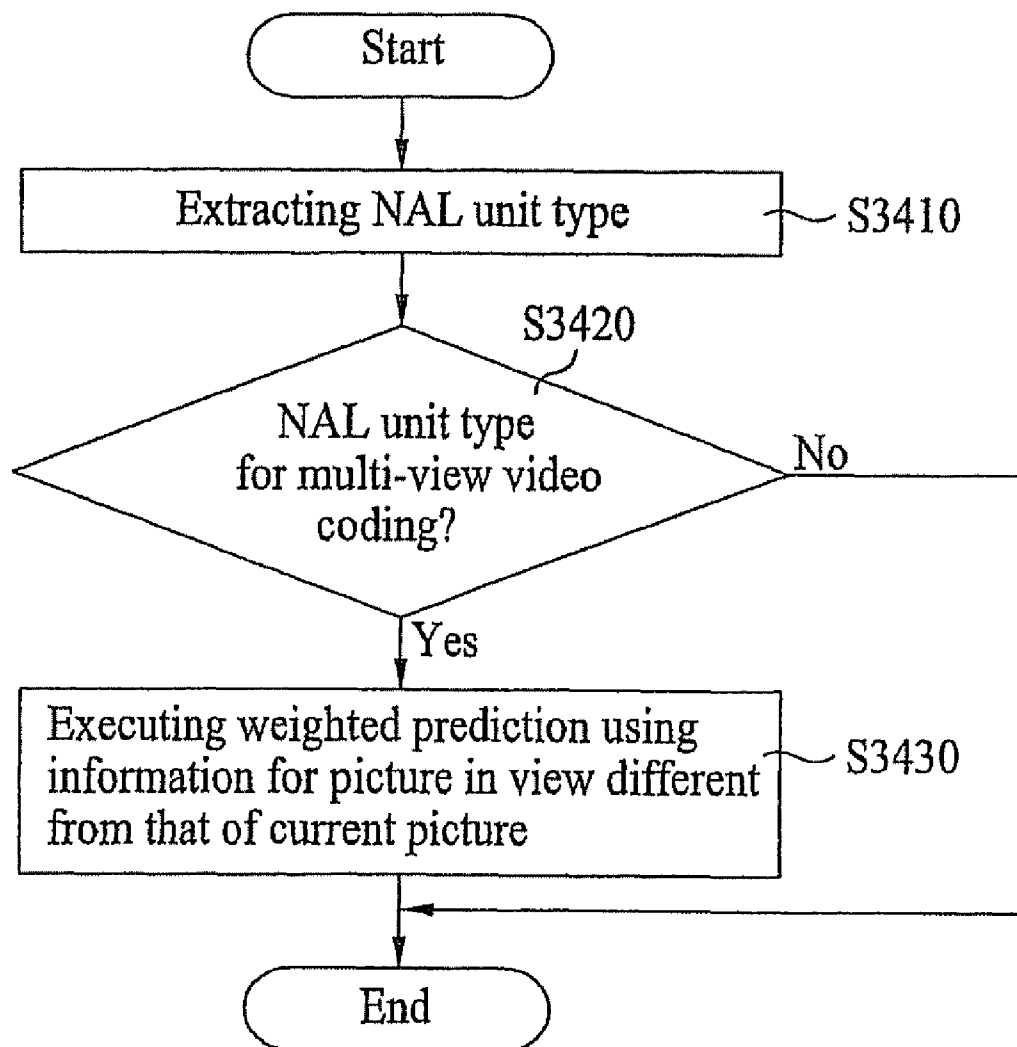 Start
Extracting NAL unit type
S3410
S3420
NAL unit type
for multi-view video
coding?
No
Yes
Executing weighted prediction using
information for picture in view different
from that of current picture
S3430
End